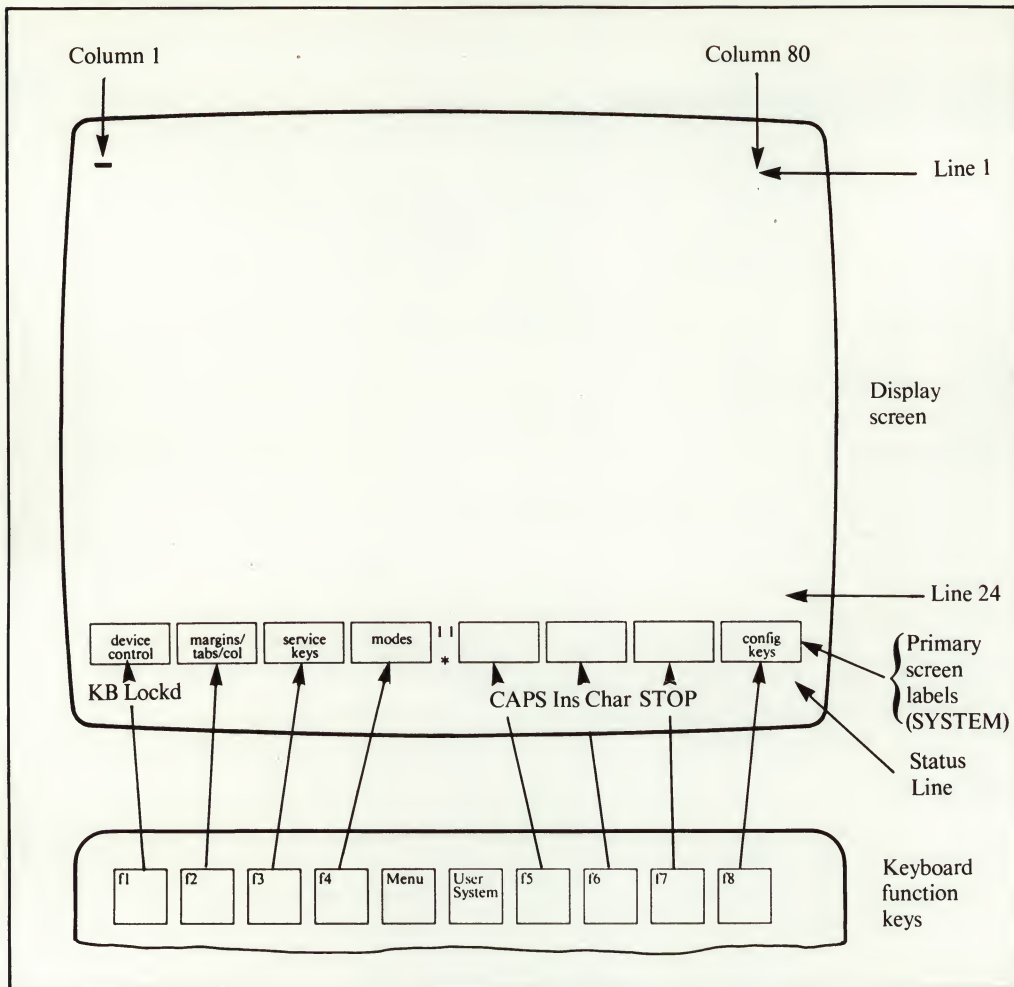 Column 1
Column 80
Line 1
Display
screen
Line 24
device
control
margins/
tabs/col
service
keys
modes
*
config
keys
Primary
screen
labels
(SYSTEM)
KB Lockd
CAPS Ins Char STOP
Status
Line
f1
f2
f3
f4
Menu
User
System
f5
f6
f7
f8
Keyboard
function
keys